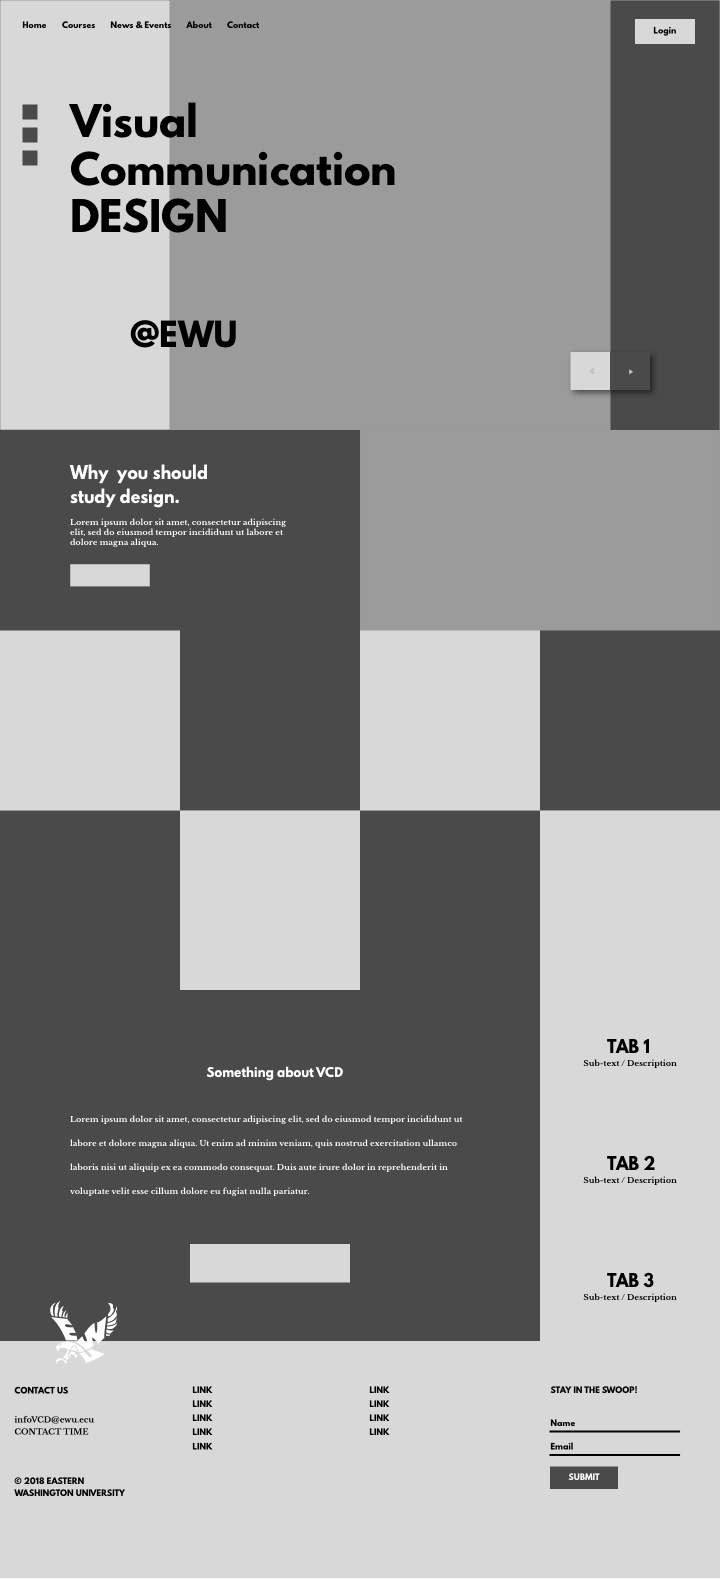 Home Courses News & Events About Contact
Login
Visual
Communication
DESIGN
@EWU
Why you should
study design.
Lorem ipsum dolor sit amet, consectetur adipiscing
elit, sed do eiusmod tempor incididunt ut labore et
dolore magna aliqua.
TAB 1
Sub-text / Description
Something about VCD
Lorem ipsum dolor sit amet, consectetur adipiscing elit, sed do eiusmod tempor incididunt ut
labore et dolore magna aliqua. Ut enim ad minim veniam, quis nostrud exercitation ullamco
laboris nisi ut aliquip ex ea commodo consequat. Duis aute irure dolor in reprehenderit in
voluptate velit esse cillum dolore eu fugiat nulla pariatur.
TAB 2
Sub-text / Description
TAB 3
Sub-text / Description
CONTACT US
infoVCD@ewu.ecu
CONTACT TIME
© 2018 EASTERN
WASHINGTON UNIVERSITY
LINK
LINK
LINK
LINK
LINK
LINK
LINK
LINK
LINK
STAY IN THE SWOOP!
Name
Email
SUBMIT